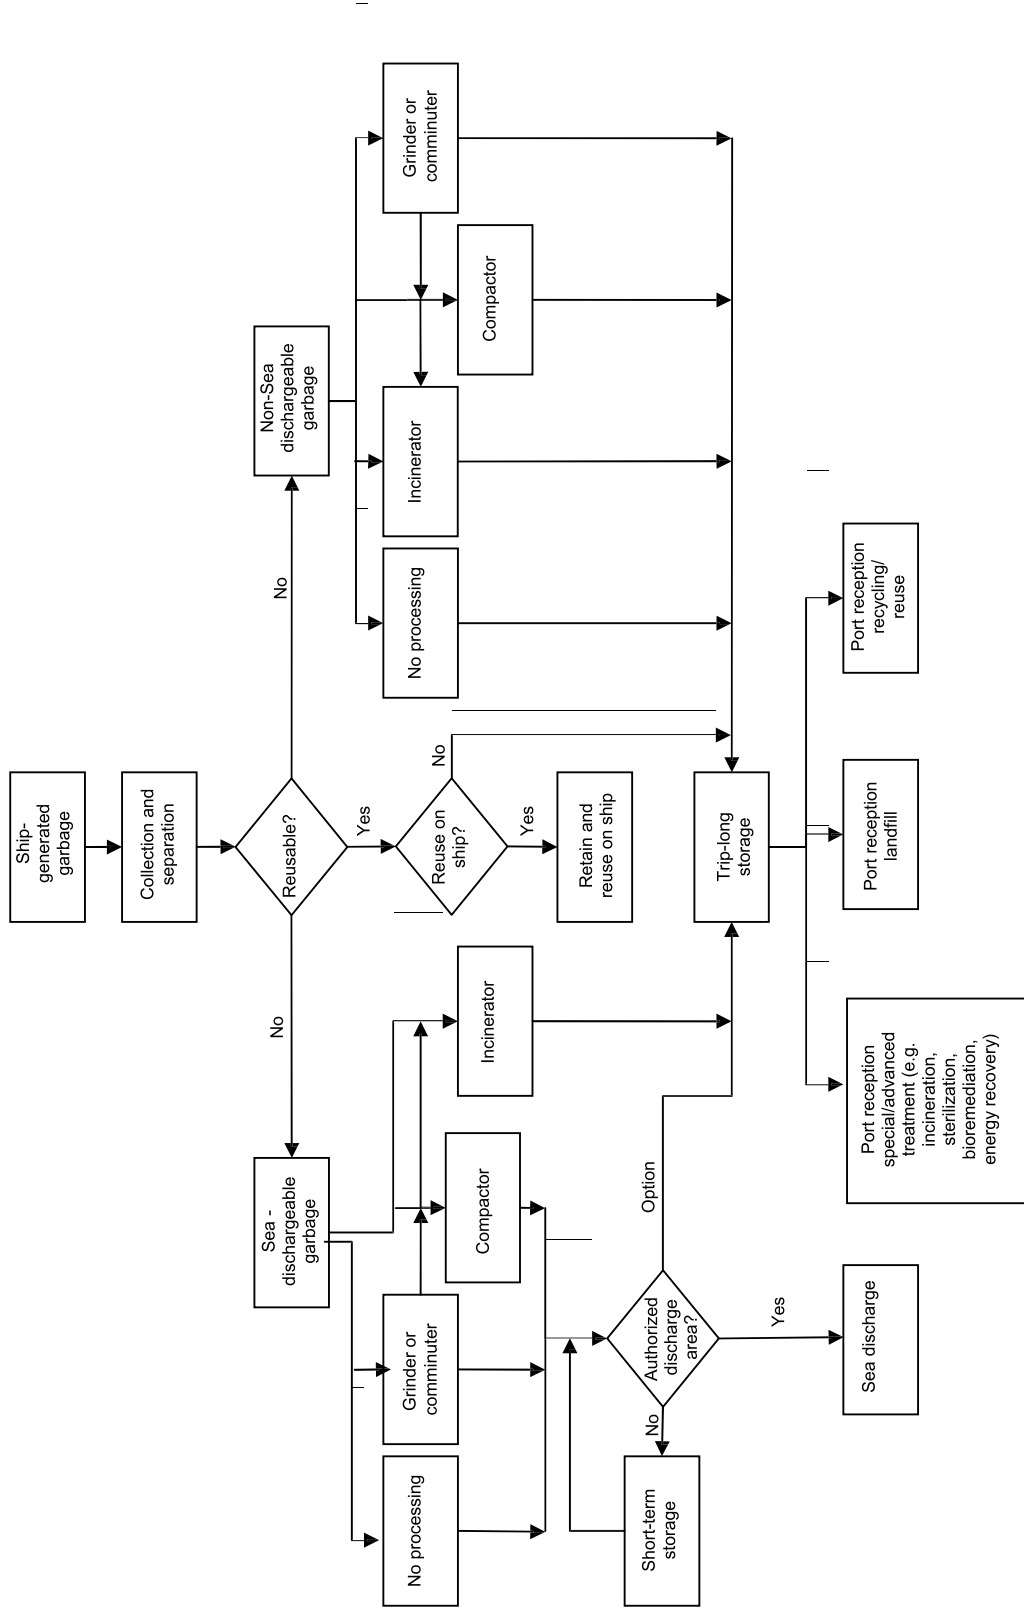 Ship-
generated
garbage
Collection and
separation
Reusable?
No
No
Yes
Sea -
dischargeable
garbage
Non-Sea
dischargeable
garbage
No processing
Grinder or
comminuter
Compactor
Incinerator
Reuse on
ship?
No
Yes
No processing
Incinerator
Compactor
Grinder or
comminuter
Retain and
reuse on ship
Short-term
storage
No
Authorized
discharge
area?
Option
Yes
Trip-long
storage
Sea discharge
Port reception
special/advanced
treatment (e.g.
incineration,
sterilization,
bioremediation,
energy recovery)
Port reception
landfill
Port reception
recycling/
reuse